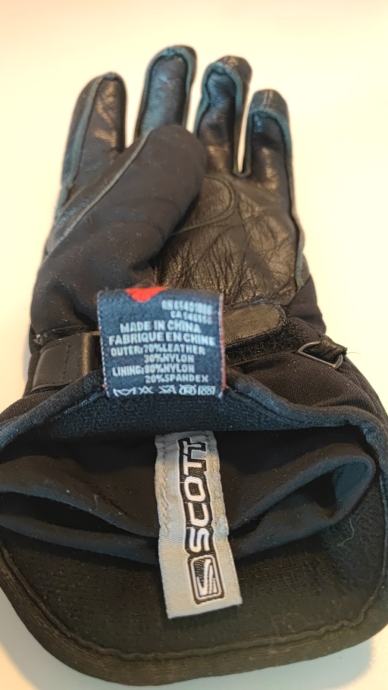 MADE IN CHINA
FABRIQUE EN CHINE
OUTER: 70%LEATHER
30%NYLON
LINING: 80%NYLON
20%SPANDEX
SCOTT